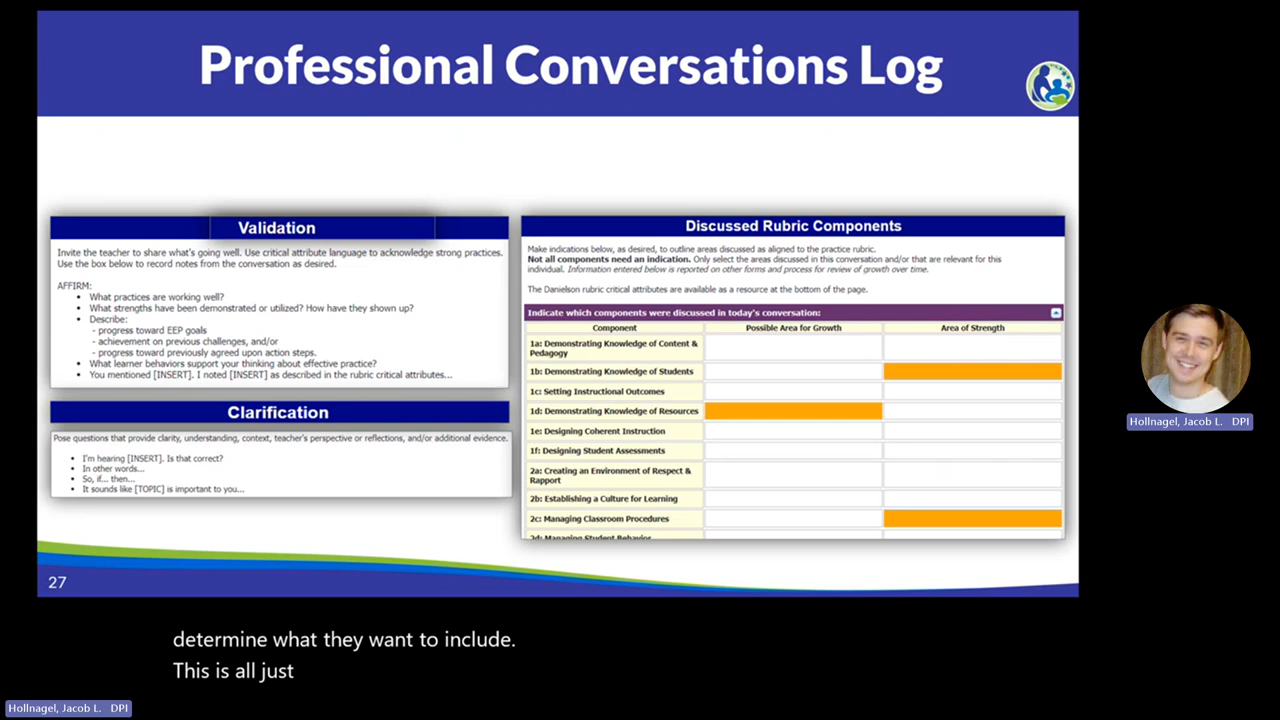 Professional Conversations Log
Validation
Invite the teacher to share what's going well. Use critical attribute language to acknowledge strong practices.
Use the box below to record notes from the conversation as desired.
AFFIRM:
• What practices are working well?
• What strengths have been demonstrated or utilized? How have they shown up?
• Describe:
- progress toward EEP goals
- achievement on previous challenges, and/or
- progress toward previously agreed upon action steps.
• What learner behaviors support your thinking about effective practice?
• You mentioned [INSERT]. I noted [INSERT] as described in the rubric critical attributes...
Clarification
Pose questions that provide clarity, understanding, context, teacher's perspective or reflections, and/or additional evidence.
• I'm hearing [INSERT]. Is that correct?
• In other words...
• So, if... then...
• It sounds like [TOPIC] is important to you...
Discussed Rubric Components
Make indications below, as desired, to outline areas discussed as aligned to the practice rubric.
Not all components need an indication. Only select the areas discussed in this conversation and/or that are relevant for this
individual. Information entered below is reported on other forms and process for review of growth over time.
The Danielson rubric critical attributes are available as a resource at the bottom of the page.
Indicate which components were discussed in today's conversation:
Component Possible Area for Growth Area of Strength
1a: Demonstrating Knowledge of Content &
Pedagogy
1b: Demonstrating Knowledge of Students
1c: Setting Instructional Outcomes
1d: Demonstrating Knowledge of Resources
1e: Designing Coherent Instruction
1f: Designing Student Assessments
2a: Creating an Environment of Respect &
Rapport
2b: Establishing a Culture for Learning
2c: Managing Classroom Procedures
2d: Managing Student Behavior
27
Hollnagel, Jacob L. DPI
determine what they want to include.
This is all just
Hollnagel, Jacob L. DPI